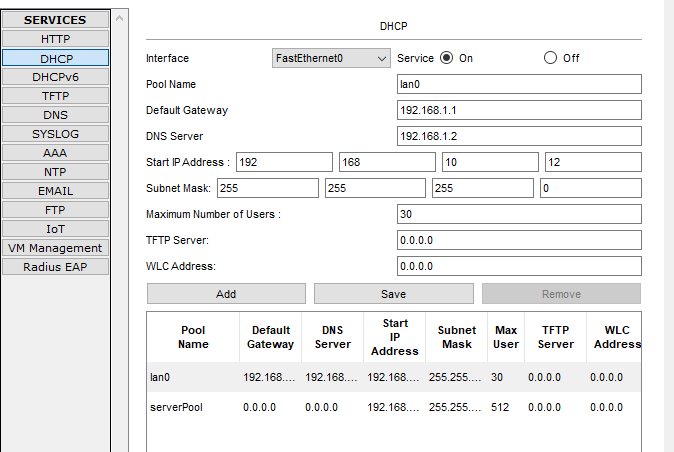 SERVICES
HTTP
DHCP
DHCPv6
TFTP
DNS
SYSLOG
AAA
NTP
EMAIL
FTP
IoT
VM Management
Radius EAP
DHCP
Interface FastEthernet0 Service On Off
Pool Name lan0
Default Gateway 192.168.1.1
DNS Server 192.168.1.2
Start IP Address : 192 168 10 12
Subnet Mask: 255 255 255 0
Maximum Number of Users : 30
TFTP Server: 0.0.0.0
WLC Address: 0.0.0.0
Add Save Remove
Pool Name Default Gateway DNS Server Start IP Address Subnet Mask Max User TFTP Server WLC Address
lan0 192.168.... 192.168.... 192.168.... 255.255.... 30 0.0.0.0 0.0.0.0
serverPool 0.0.0.0 0.0.0.0 192.168.... 255.255.... 512 0.0.0.0 0.0.0.0